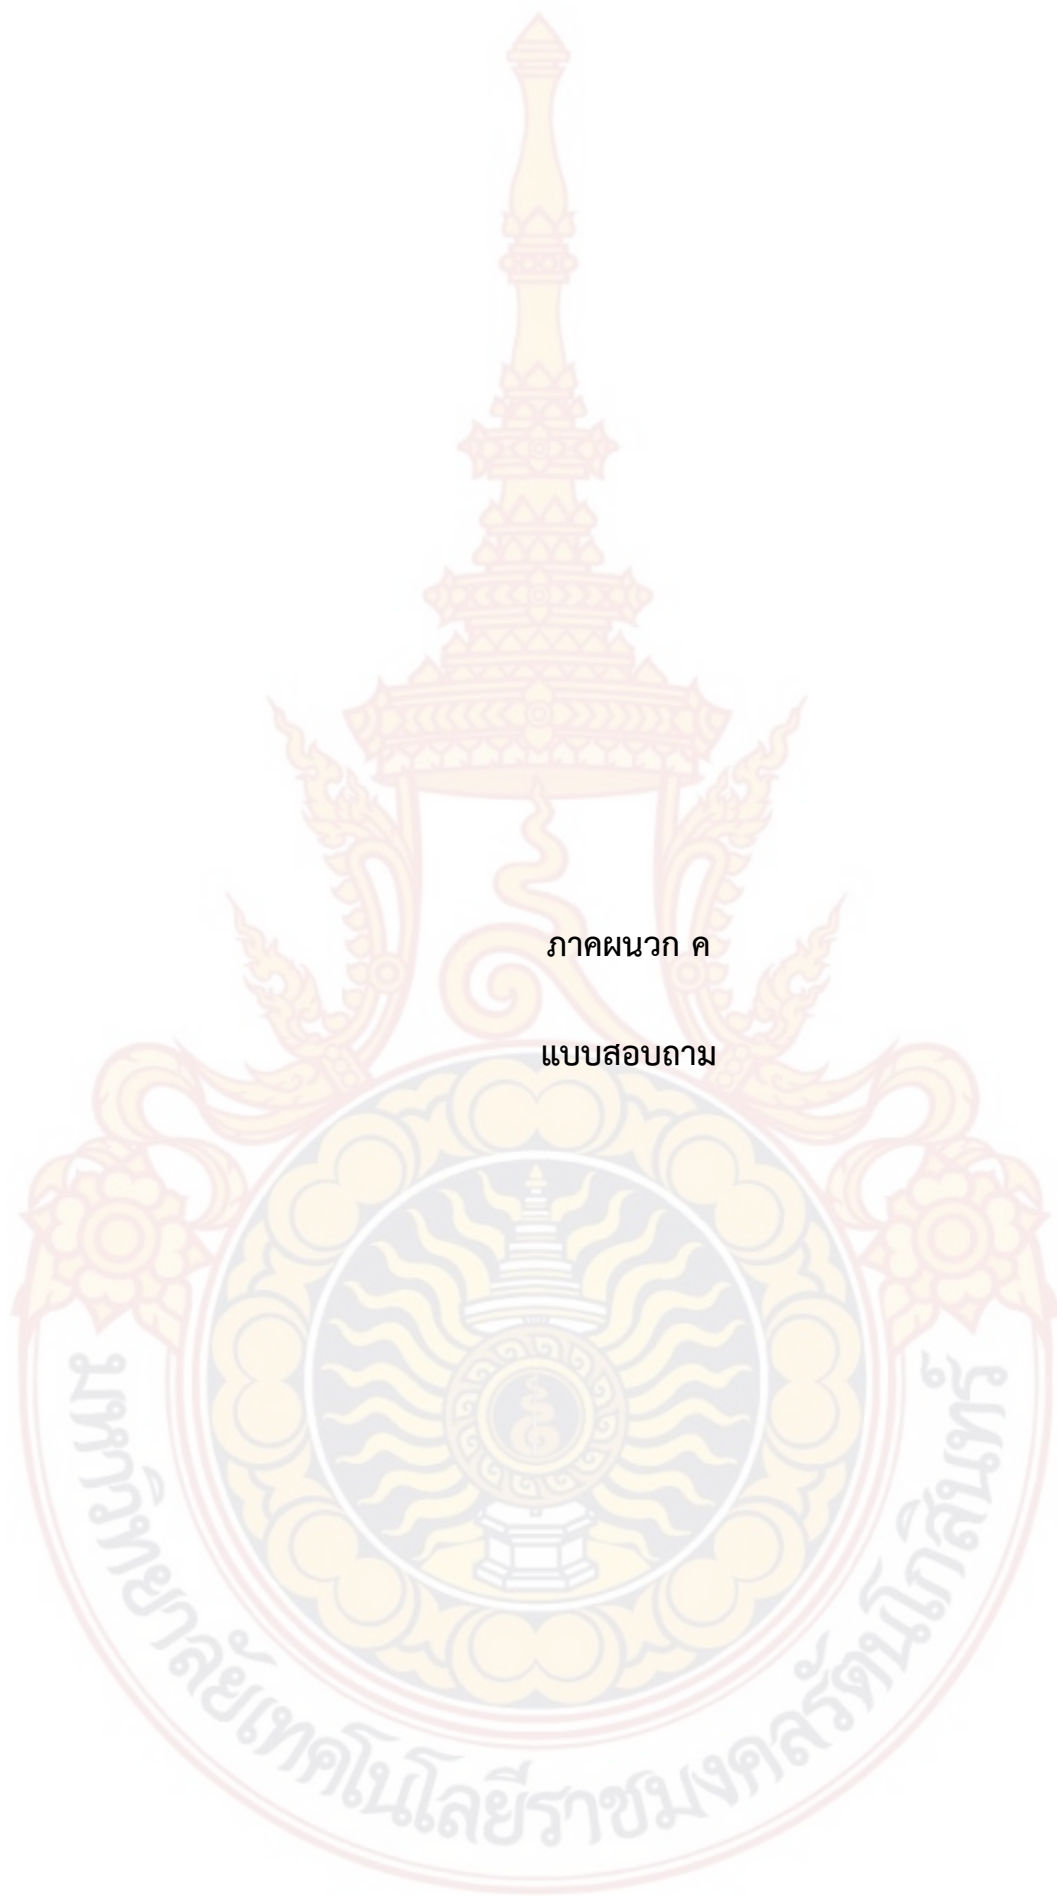 ภาคผนวก ค
แบบสอบถาม
มหาวิทยาลัยเทคโนโลยีราชมงคลรัตนโกสินทร์